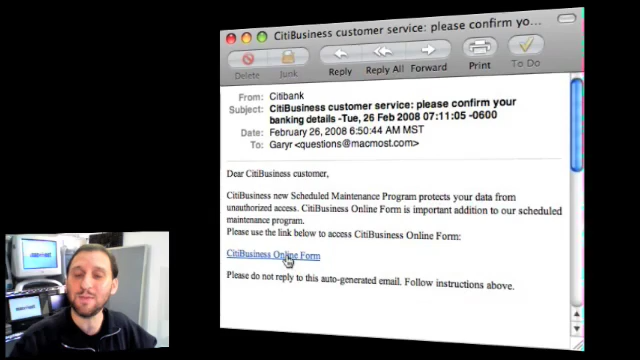 CitiBusiness customer service: please confirm yo...
Delete
Junk
Reply
Reply All
Forward
Print
To Do
From: Citibank
Subject: CitiBusiness customer service: please confirm your
banking details -Tue, 26 Feb 2008 07:11:05 -0600
Date: February 26, 2008 6:50:44 AM MST
To: Garyr <questions@macmost.com>
Dear CitiBusiness customer,
CitiBusiness new Scheduled Maintenance Program protects your data from
unauthorized access. CitiBusiness Online Form is important addition to our scheduled
maintenance program.
Please use the link below to access CitiBusiness Online Form:
CitiBusiness Online Form
Please do not reply to this auto-generated email. Follow instructions above.